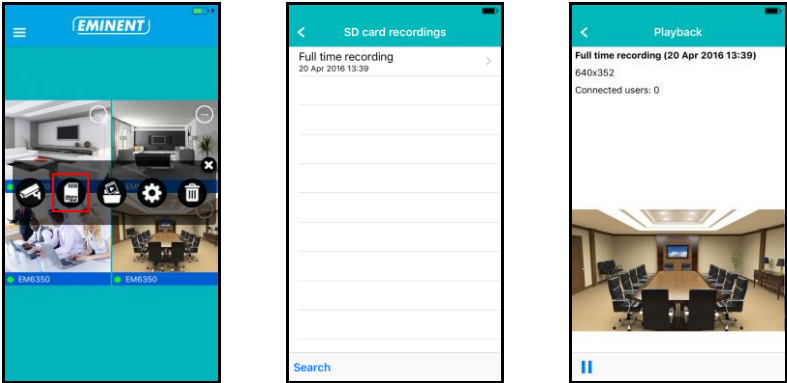 EMINENT
EM6350
EM6350
SD card recordings
Full time recording
20 Apr 2016 13:39
Search
Playback
Full time recording (20 Apr 2016 13:39)
640x352
Connected users: 0